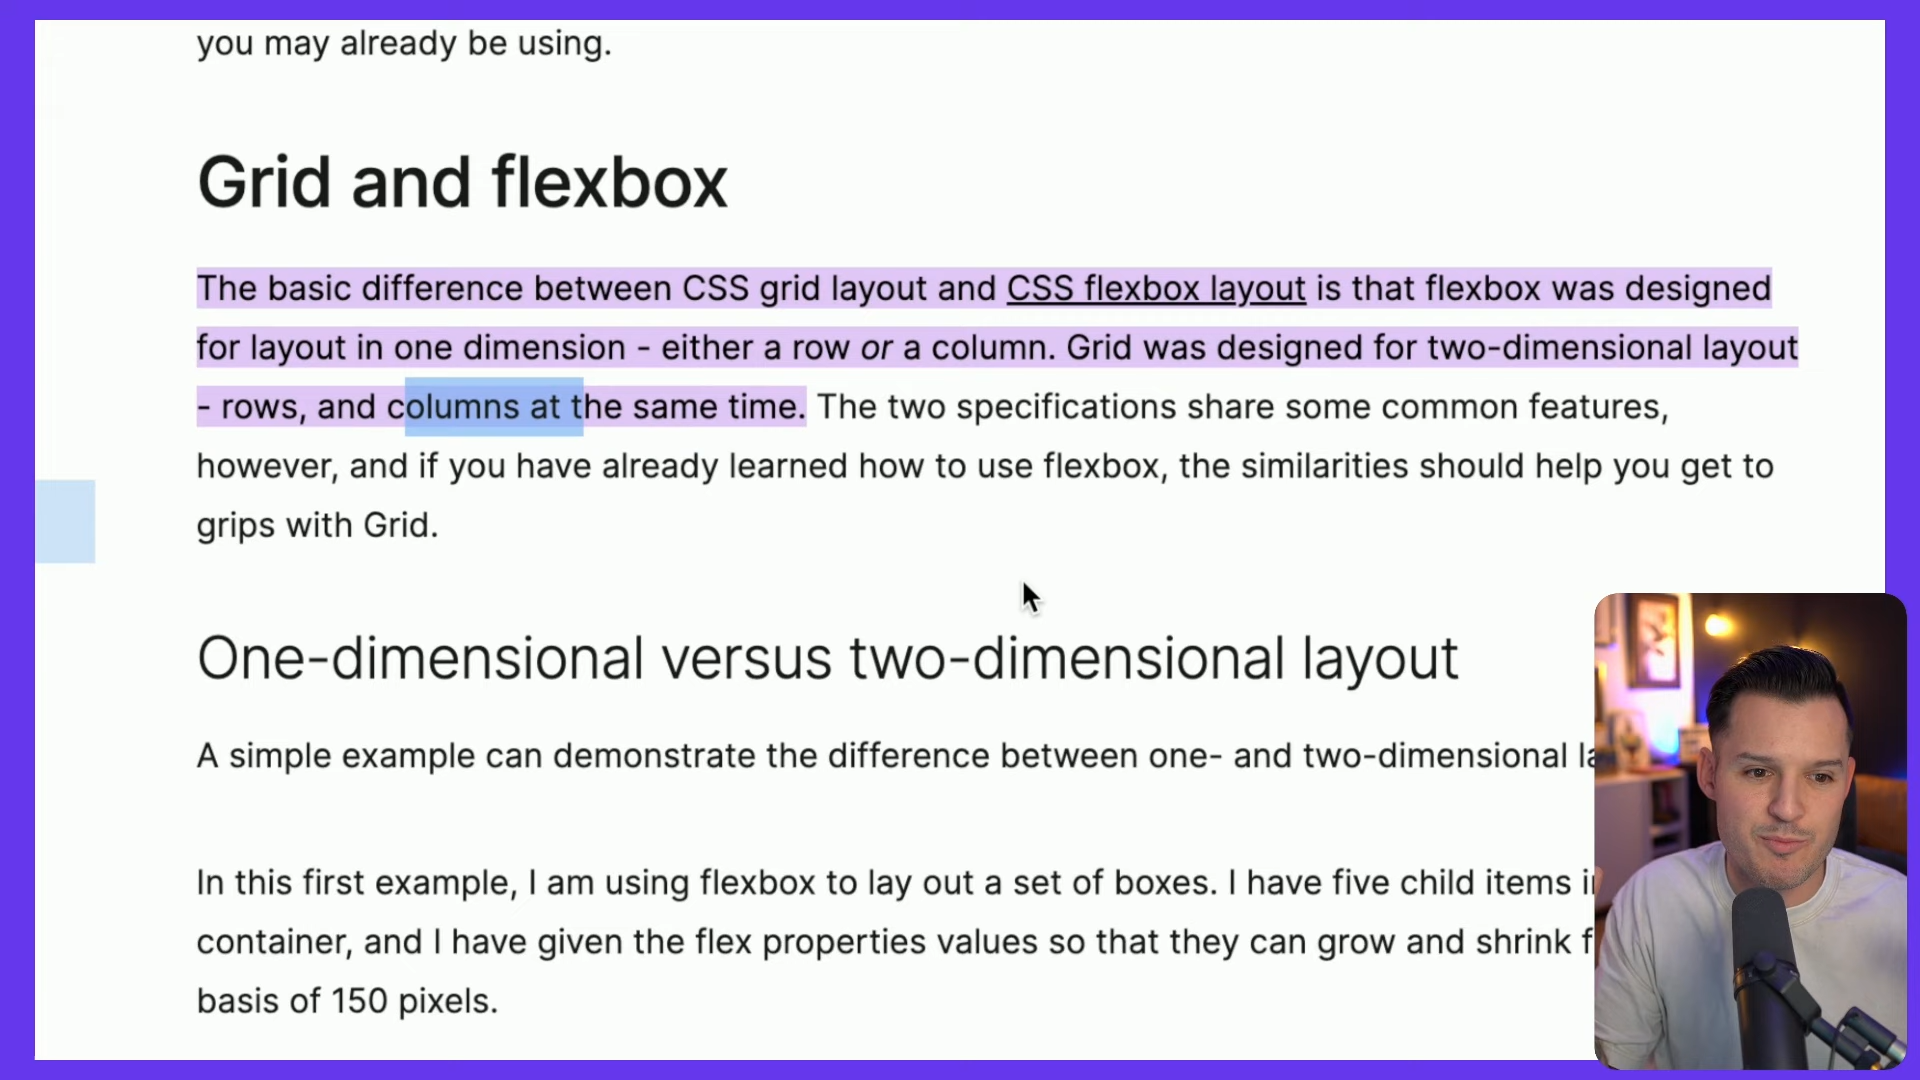 you may already be using.
Grid and flexbox
The basic difference between CSS grid layout and CSS flexbox layout is that flexbox was designed
for layout in one dimension - either a row or a column. Grid was designed for two-dimensional layout
- rows, and columns at the same time. The two specifications share some common features,
however, and if you have already learned how to use flexbox, the similarities should help you get to
grips with Grid.
One-dimensional versus two-dimensional layout
A simple example can demonstrate the difference between one- and two-dimensional
In this first example, I am using flexbox to lay out a set of boxes. I have five child items
container, and I have given the flex properties values so that they can grow and shrink
basis of 150 pixels.